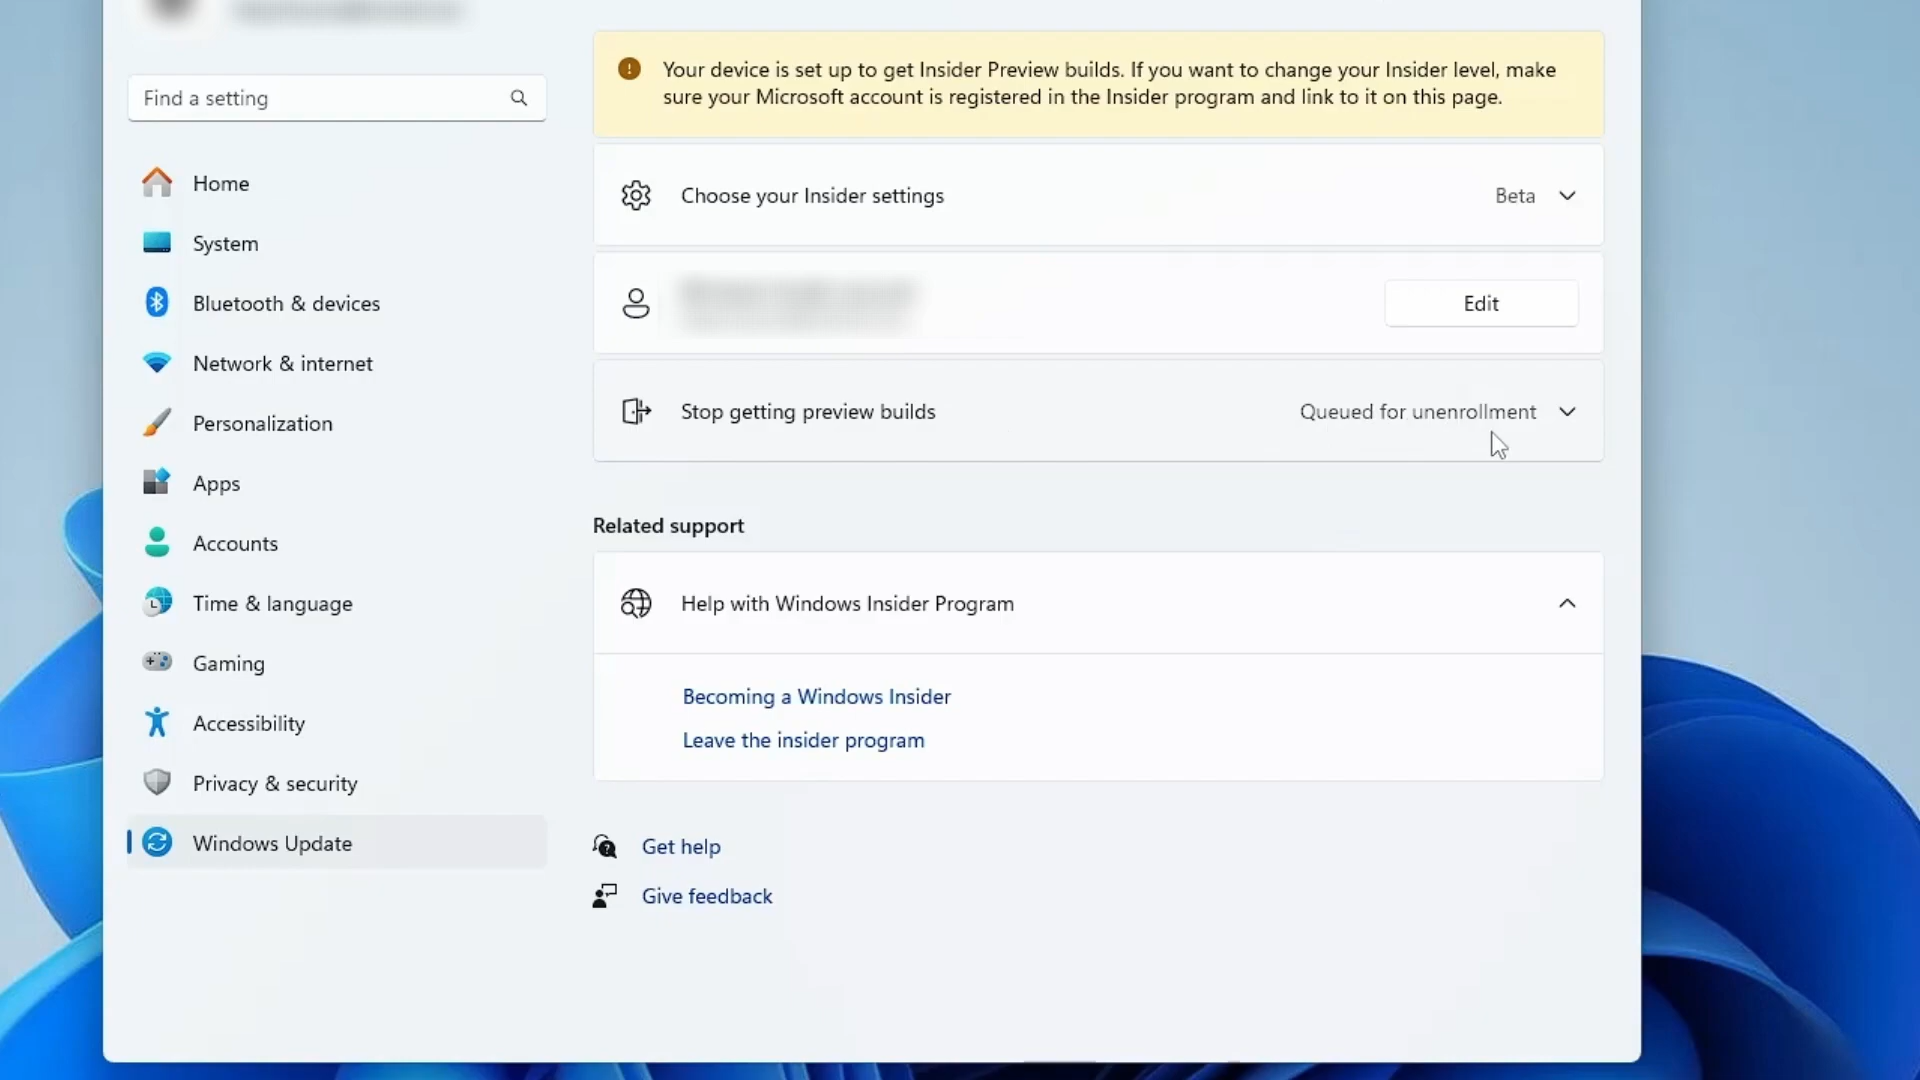 Find a setting
Home
System
Bluetooth & devices
Network & internet
Personalization
Apps
Accounts
Time & language
Gaming
Accessibility
Privacy & security
Windows Update
Your device is set up to get Insider Preview builds. If you want to change your Insider level, make
sure your Microsoft account is registered in the Insider program and link to it on this page.
Choose your Insider settings
Beta
Edit
Stop getting preview builds
Queued for unenrollment
Related support
Help with Windows Insider Program
Becoming a Windows Insider
Leave the insider program
Get help
Give feedback